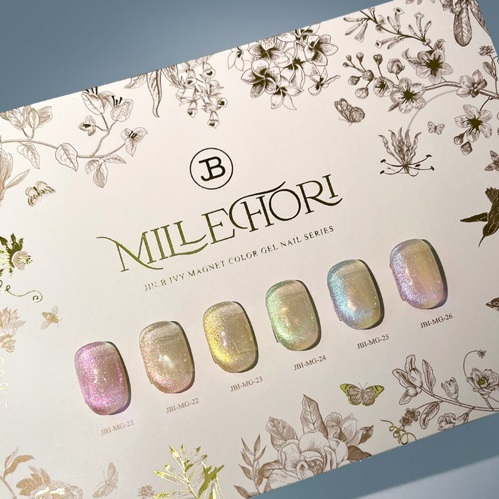 JB
MILLEFIORI
JIN.B IVY MAGNET COLOR GEL NAIL SERIES
JBI-MG-21
JBI-MG-22
JBI-MG-23
JBI-MG-24
JBI-MG-25
JBI-MG-26